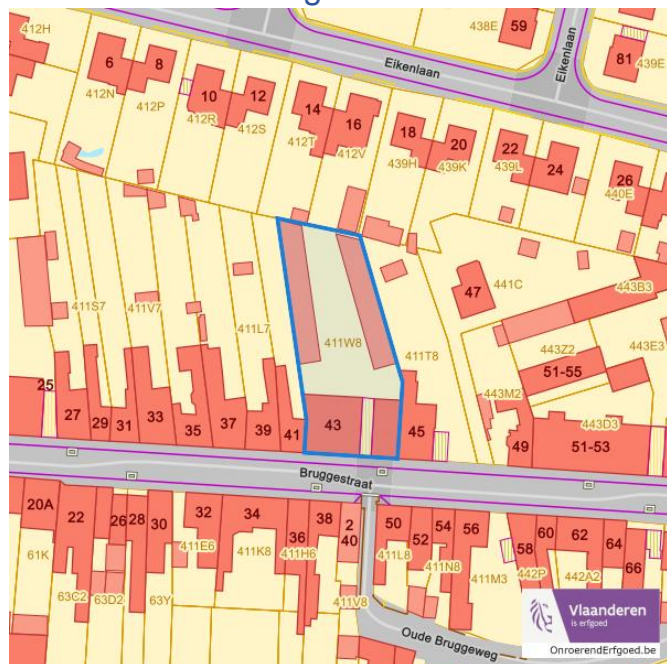 412H
438E
59
Eikenlaan
Eikenlaan
81
439E
6
8
412N
412P
10
12
412R
412S
14
16
412T
412V
18
20
439H
439K
22
24
439L
26
440E
47
441C
443B3
411S7
411V7
411L7
411W8
411T8
443Z2
443E3
51-55
443M2
443D3
25
27
29
31
33
35
37
39
41
43
45
49
51-53
Bruggestraat
20A
22
26
28
30
32
34
36
38
2
40
50
52
54
56
58
60
62
64
66
61K
63C2
63D2
63Y
411E6
411K8
411H6
411V8
411L8
411N8
411M3
442P
442A2
Oude Bruggeweg
Vlaanderen
is erfgoed
OnroerendErfgoed.be